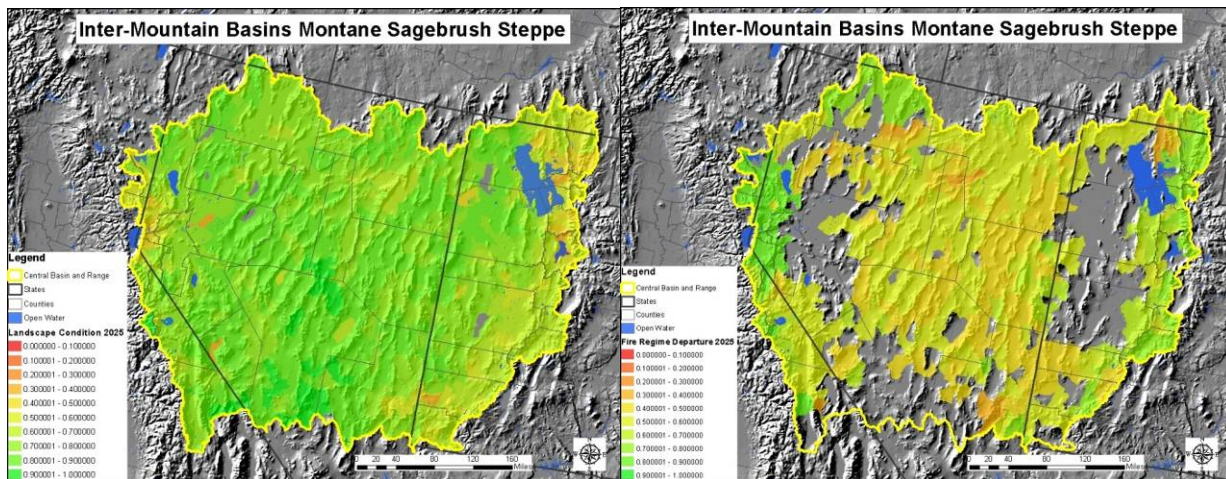 Inter-Mountain Basins Montane Sagebrush Steppe
Legend
Central Basin and Range
States
Counties
Open Water
Landscape Condition 2025
0.000000 - 0.100000
0.100001 - 0.200000
0.200001 - 0.300000
0.300001 - 0.400000
0.400001 - 0.500000
0.500001 - 0.600000
0.600001 - 0.700000
0.700001 - 0.800000
0.800001 - 0.900000
0.900001 - 1.000000
0 20 40 80 120 160
Miles
Inter-Mountain Basins Montane Sagebrush Steppe
Legend
Central Basin and Range
States
Counties
Open Water
Fire Regime Departure 2025
0.000000 - 0.100000
0.100001 - 0.200000
0.200001 - 0.300000
0.300001 - 0.400000
0.400001 - 0.500000
0.500001 - 0.600000
0.600001 - 0.700000
0.700001 - 0.800000
0.800001 - 0.900000
0.900001 - 1.000000
0 20 40 80 120 160
Miles